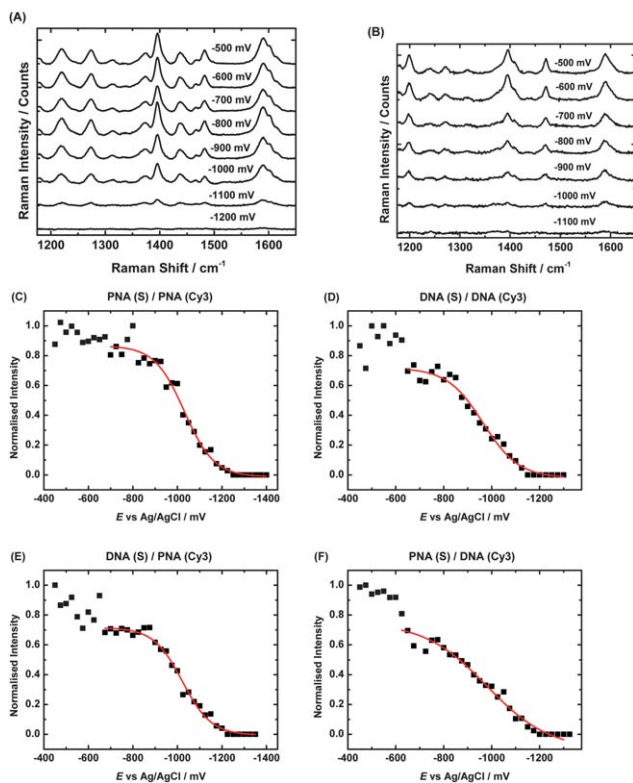 (A)
Raman Intensity / Counts
-500 mV
-600 mV
-700 mV
-800 mV
-900 mV
-1000 mV
-1100 mV
-1200 mV
1200 1300 1400 1500 1600
Raman Shift / cm-1
(B)
Raman Intensity / Counts
-500 mV
-600 mV
-700 mV
-800 mV
-900 mV
-1000 mV
-1100 mV
1200 1300 1400 1500 1600
Raman Shift / cm-1
(C) PNA (S) / PNA (Cy3)
Normalised Intensity
1.0
0.8
0.6
0.4
0.2
0.0
-400 -600 -800 -1000 -1200 -1400
E vs Ag/AgCl / mV
(D) DNA (S) / DNA (Cy3)
Normalised Intensity
1.0
0.8
0.6
0.4
0.2
0.0
-400 -600 -800 -1000 -1200
E vs Ag/AgCl / mV
(E) DNA (S) / PNA (Cy3)
Normalised Intensity
1.0
0.8
0.6
0.4
0.2
0.0
-400 -600 -800 -1000 -1200 -1400
E vs Ag/AgCl / mV
(F) PNA (S) / DNA (Cy3)
Normalised Intensity
1.0
0.8
0.6
0.4
0.2
0.0
-400 -600 -800 -1000 -1200
E vs Ag/AgCl / mV